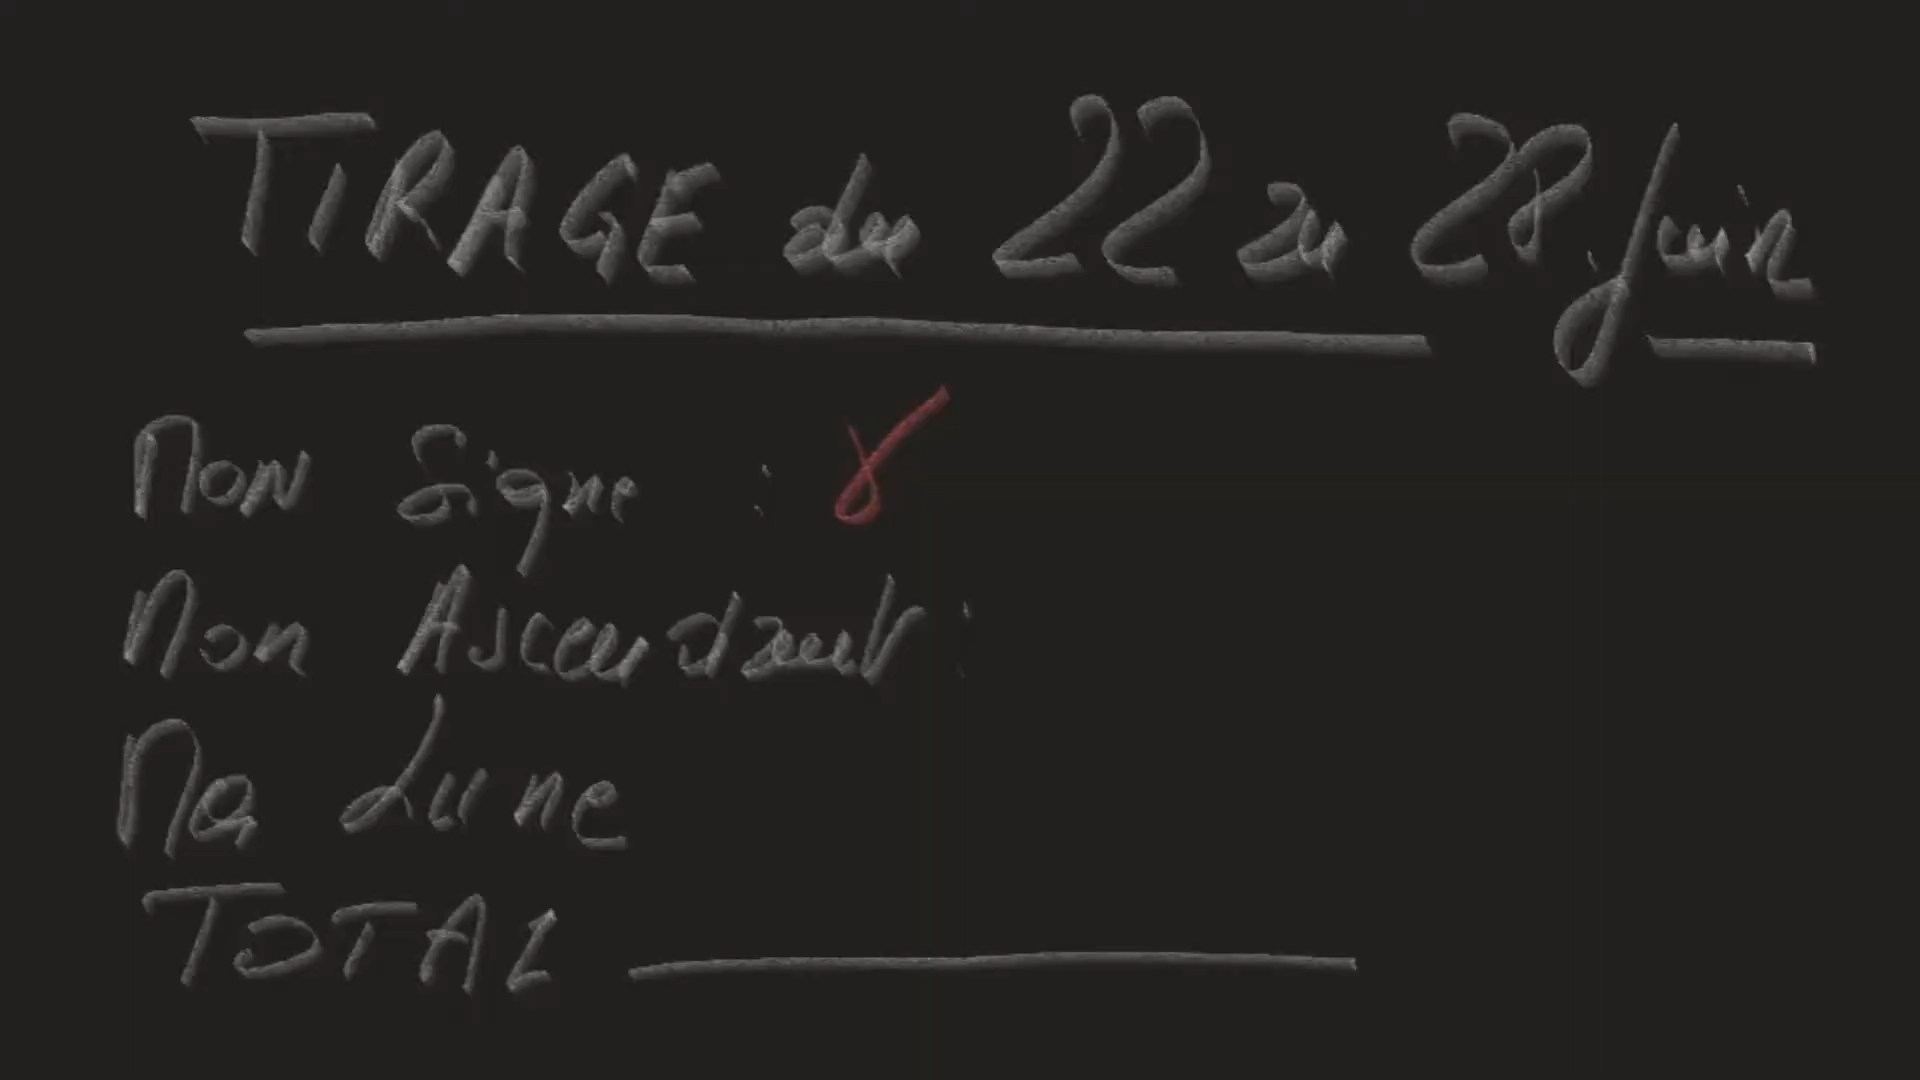 TIRAGE du 22 au 28 juin
Mon Signe :
Mon Ascendant :
Ma Lune
TOTAL